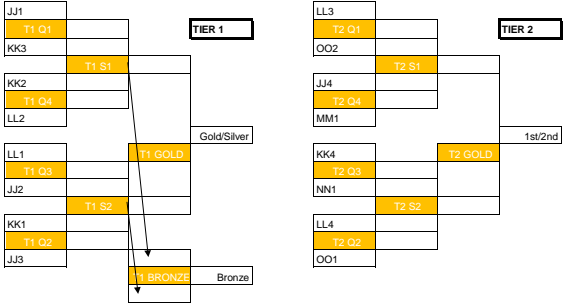 JJ1
T1 Q1
KK3
TIER 1
T1 S1
KK2
T1 Q4
LL2
Gold/Silver
LL1
T1 GOLD
T1 Q3
JJ2
T1 S2
KK1
T1 Q2
JJ3
T1 BRONZE
Bronze
LL3
T2 Q1
OO2
TIER 2
T2 S1
JJ4
T2 Q4
MM1
1st/2nd
KK4
T2 GOLD
T2 Q3
NN1
T2 S2
LL4
T2 Q2
OO1